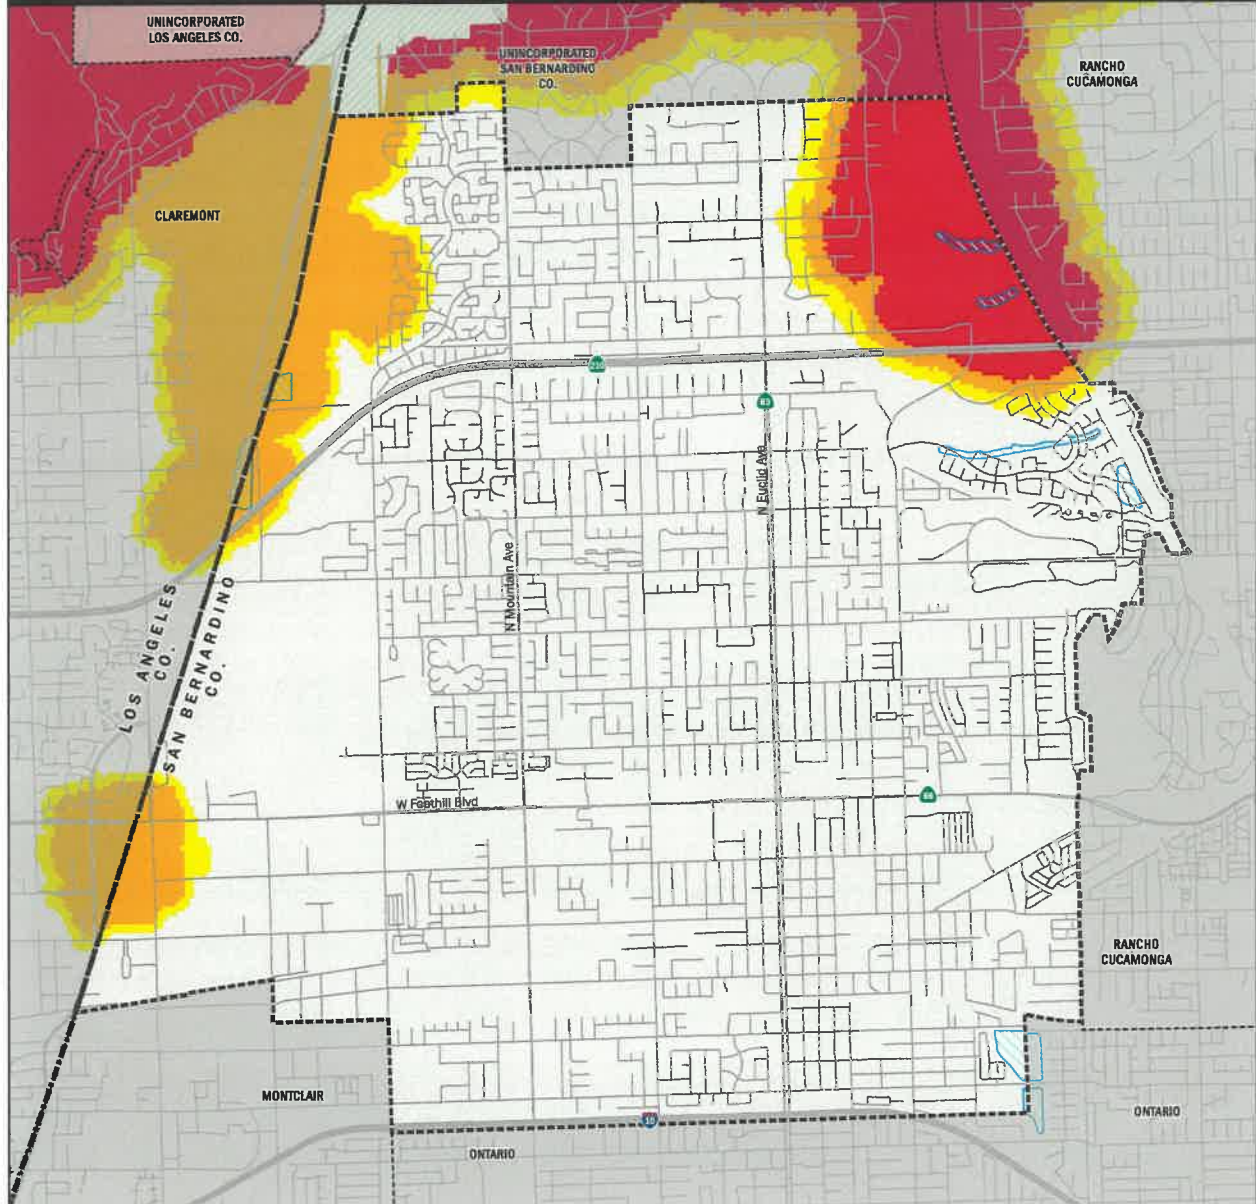 UNINCORPORATED
LOS ANGELES CO.
UNINCORPORATED
SAN BERNARDINO
CO.
RANCHO
CUCAMONGA
CLAREMONT
210
83
N Euclid Ave
N Mountain Ave
LOS ANGELES
CO.
SAN BERNARDINO
CO.
W Foothill Blvd
66
RANCHO
CUCAMONGA
MONTCLAIR
10
ONTARIO
ONTARIO